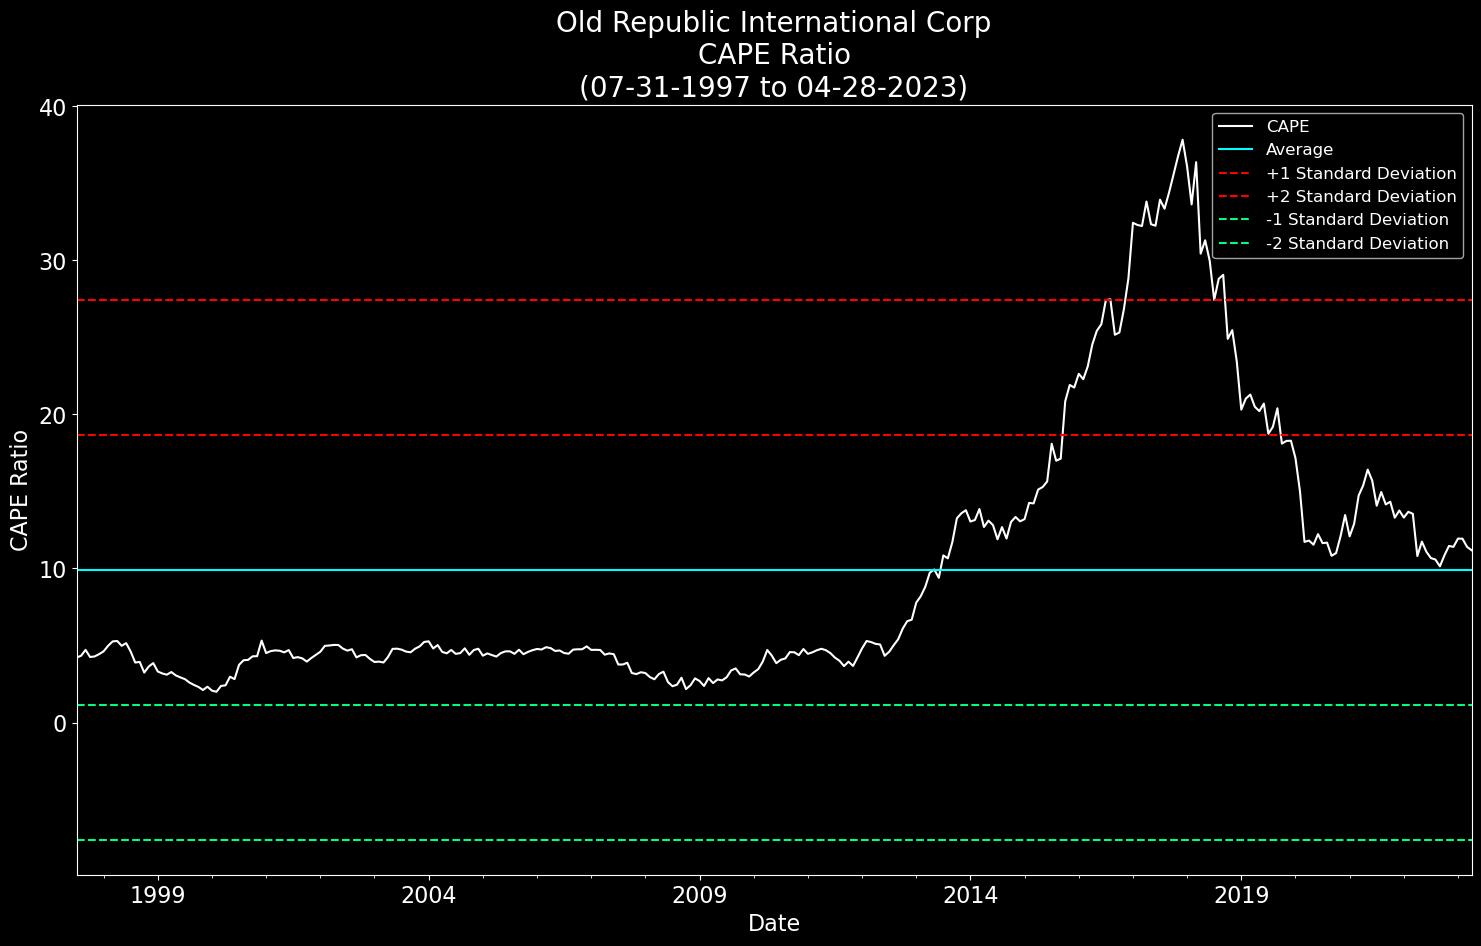 Old Republic International Corp
CAPE Ratio
(07-31-1997 to 04-28-2023)
CAPE
Average
+1 Standard Deviation
+2 Standard Deviation
-1 Standard Deviation
-2 Standard Deviation
CAPE Ratio
40
30
20
10
0
1999 2004 2009 2014 2019
Date